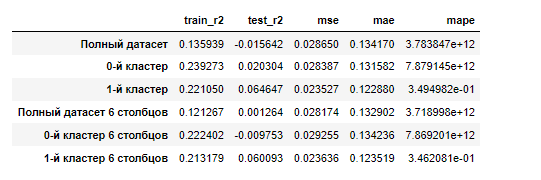 train_r2 test_r2 mse mae mape
Полный датасет 0.135939 -0.015642 0.028650 0.134170 3.783847e+12
0-й кластер 0.239273 0.020304 0.028387 0.131582 7.879145e+12
1-й кластер 0.221050 0.064647 0.023527 0.122880 3.494982e-01
Полный датасет 6 столбцов 0.121267 0.001264 0.028174 0.132902 3.718998e+12
0-й кластер 6 столбцов 0.222402 -0.009753 0.029255 0.134236 7.869201e+12
1-й кластер 6 столбцов 0.213179 0.060093 0.023636 0.123519 3.462081e-01